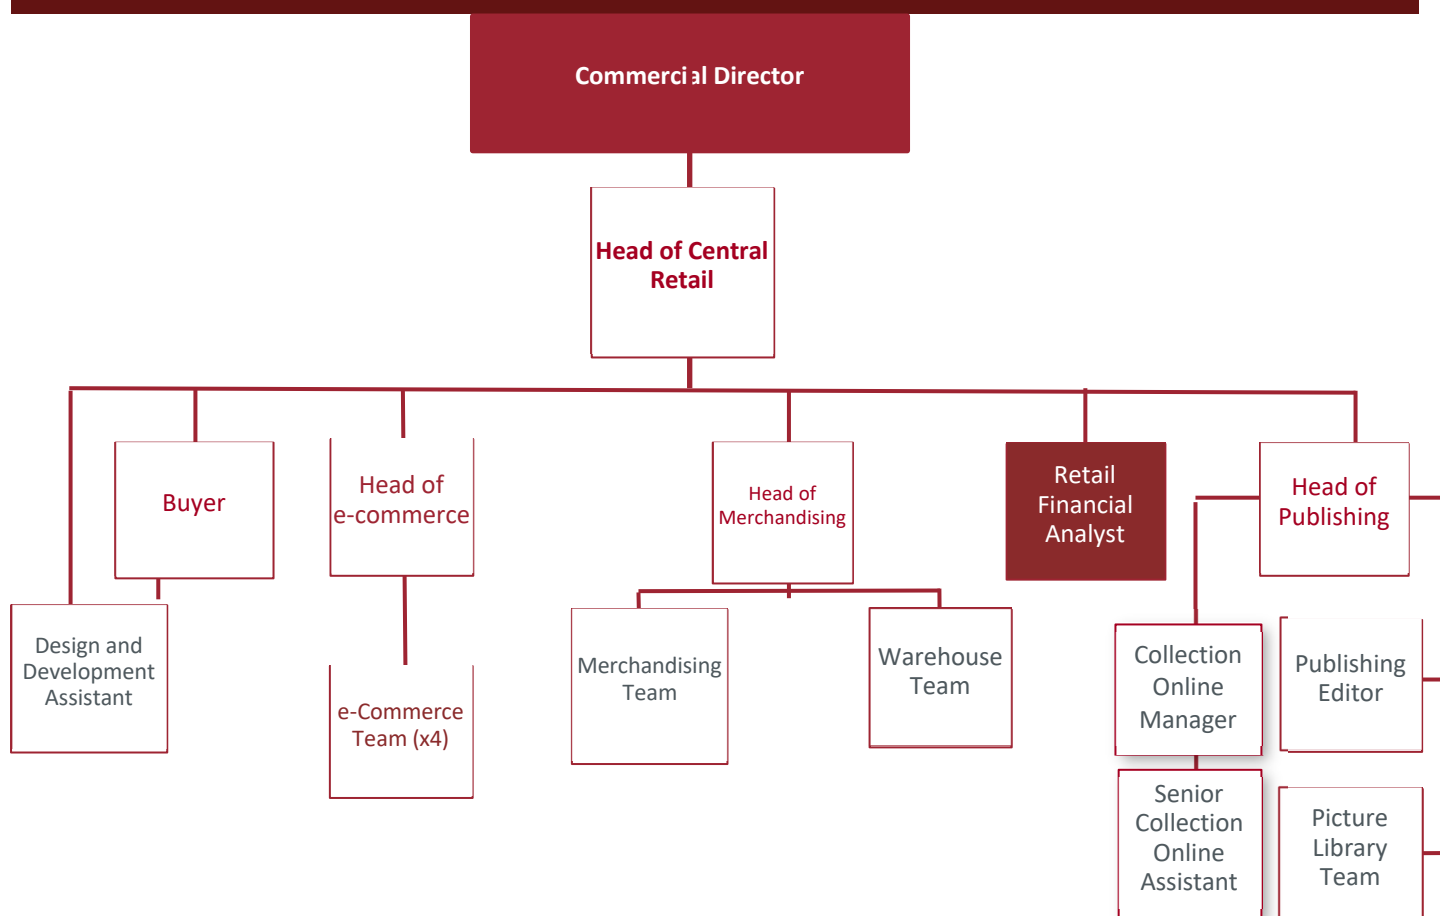 Commercial Director
Head of Central
Retail
Buyer
Head of
e-commerce
Head of
Merchandising
Retail
Financial
Analyst
Head of
Publishing
Design and
Development
Assistant
e-Commerce
Team (x4)
Merchandising
Team
Warehouse
Team
Collection
Online
Manager
Publishing
Editor
Senior
Collection
Online
Assistant
Picture
Library
Team